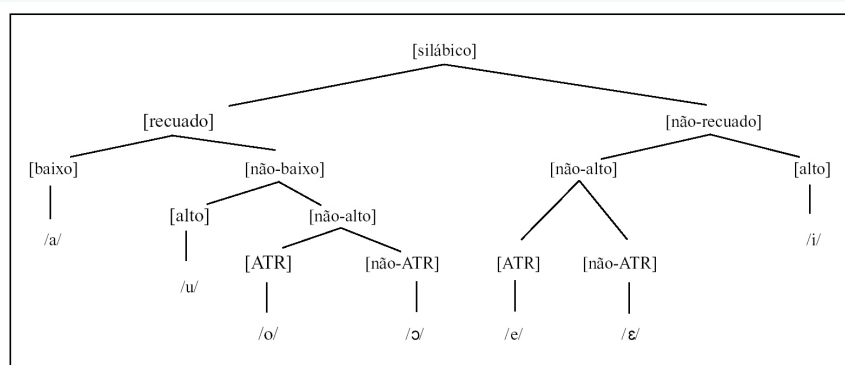 [silábico]
[recuado] [não-recuado]
[baixo] [não-baixo] [não-alto] [alto]
[alto] [não-alto]
/a/ /i/
[ATR] [não-ATR] [ATR] [não-ATR]
/u/
/o/ /ɔ/ /e/ /ɛ/